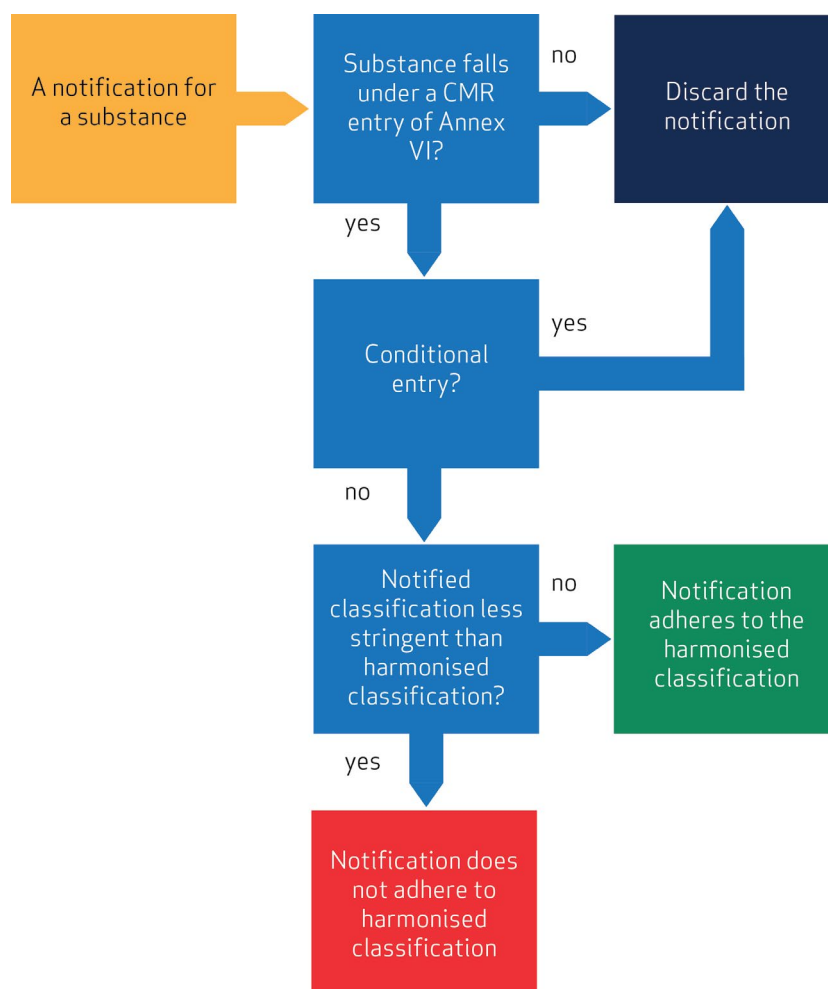 A notification for
a substance
Substance falls
under a CMR
entry of Annex
VI?
no
Discard the
notification
yes
Conditional
entry?
yes
no
Notified
classification less
stringent than
harmonised
classification?
no
Notification
adheres to the
harmonised
classification
yes
Notification does
not adhere to
harmonised
classification